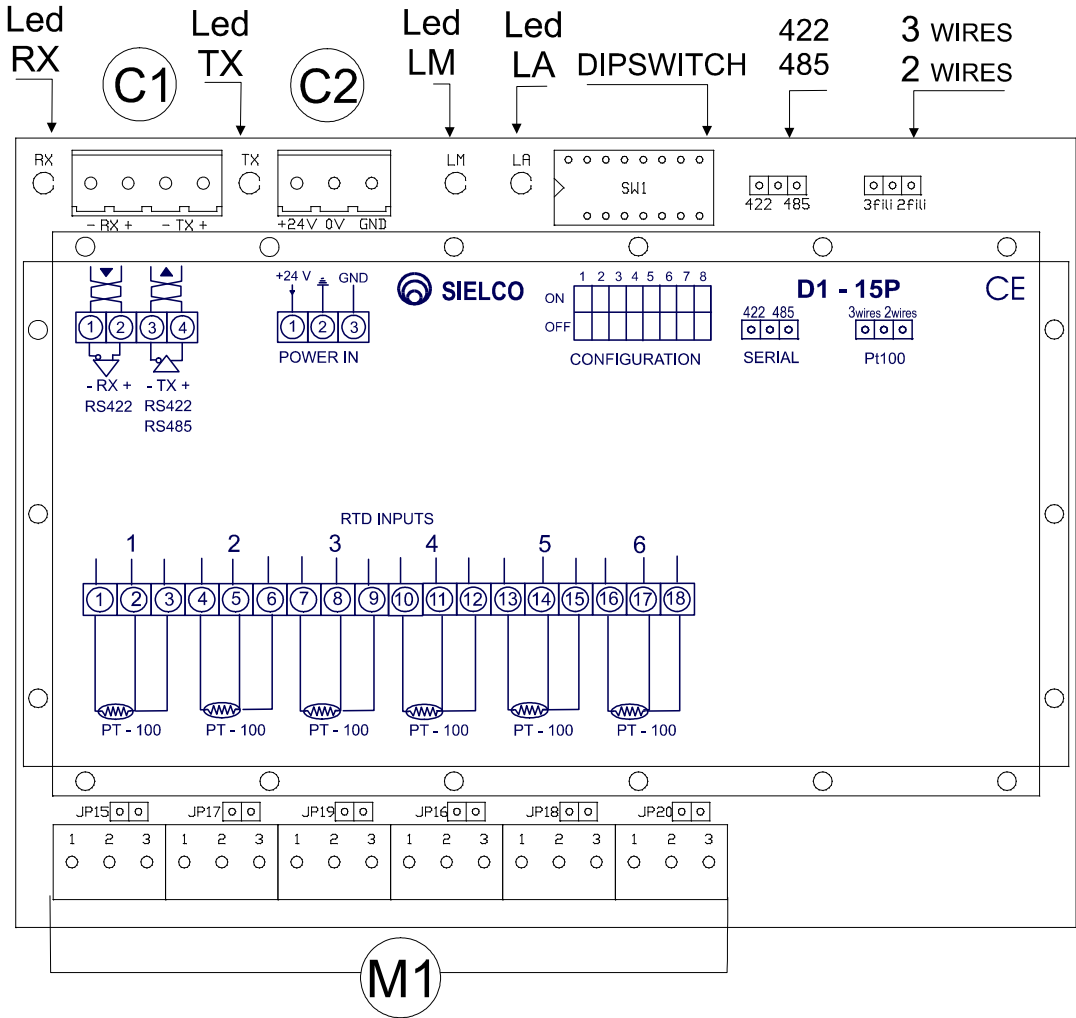 Led Led Led 422 3 WIRES
RX C1 TX C2 LM LA DIPSWITCH 485 2 WIRES
RX TX LM LA
SW1
422 485 3fili 2fili
- RX + - TX + +24V 0V GND
+24 V GND SIELCO 1 2 3 4 5 6 7 8 D1 - 15P CE
ON
OFF
422 485 3wires 2wires
1 2 3 4 1 2 3
POWER IN CONFIGURATION SERIAL Pt100
- RX + - TX +
RS422 RS422
RS485
RTD INPUTS
1 2 3 4 5 6
1 2 3 4 5 6 7 8 9 10 11 12 13 14 15 16 17 18
PT - 100 PT - 100 PT - 100 PT - 100 PT - 100 PT - 100
JP15 JP17 JP19 JP16 JP18 JP20
1 2 3 1 2 3 1 2 3 1 2 3 1 2 3 1 2 3
M1